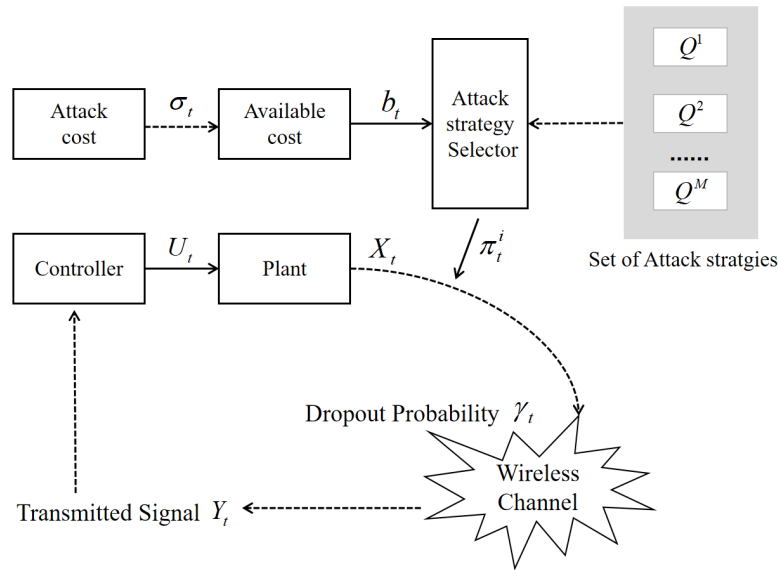 Q^1
Attack
cost
σ_t
Available
cost
b_t
Attack
strategy
Selector
Q^2
......
Q^M
Set of Attack stratgies
Controller
U_t
Plant
X_t
π_t^i
Dropout Probability γ_t
Wireless
Channel
Transmitted Signal Y_t